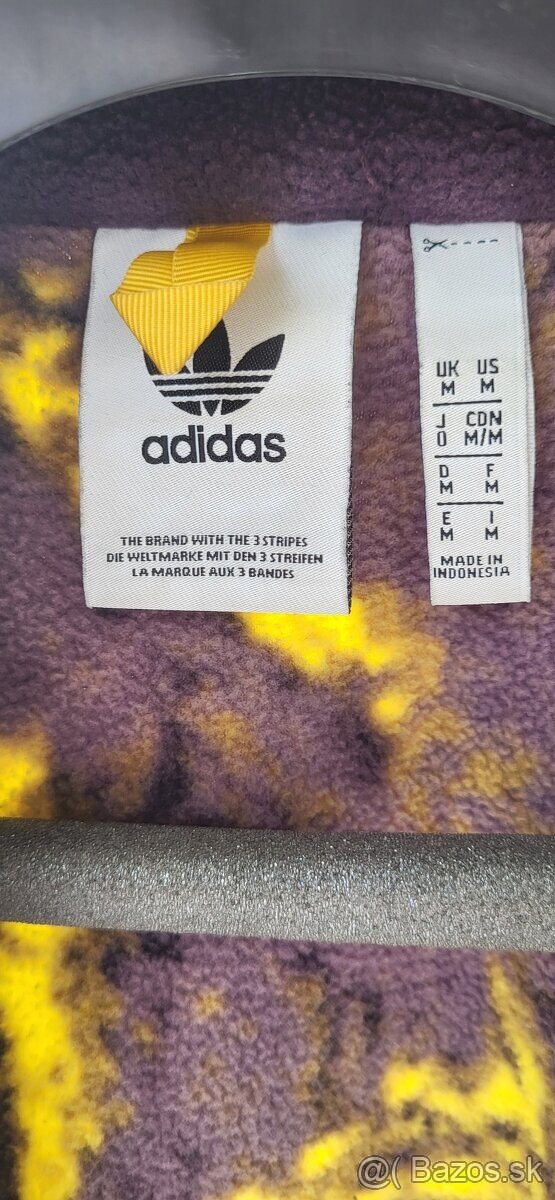 adidas
THE BRAND WITH THE 3 STRIPES
DIE WELTMARKE MIT DEN 3 STREIFEN
LA MARQUE AUX 3 BANDES
UK US
M M
J CDN
O M/M
D F
M M
E I
M M
MADE IN
INDONESIA
@( Bazos.sk